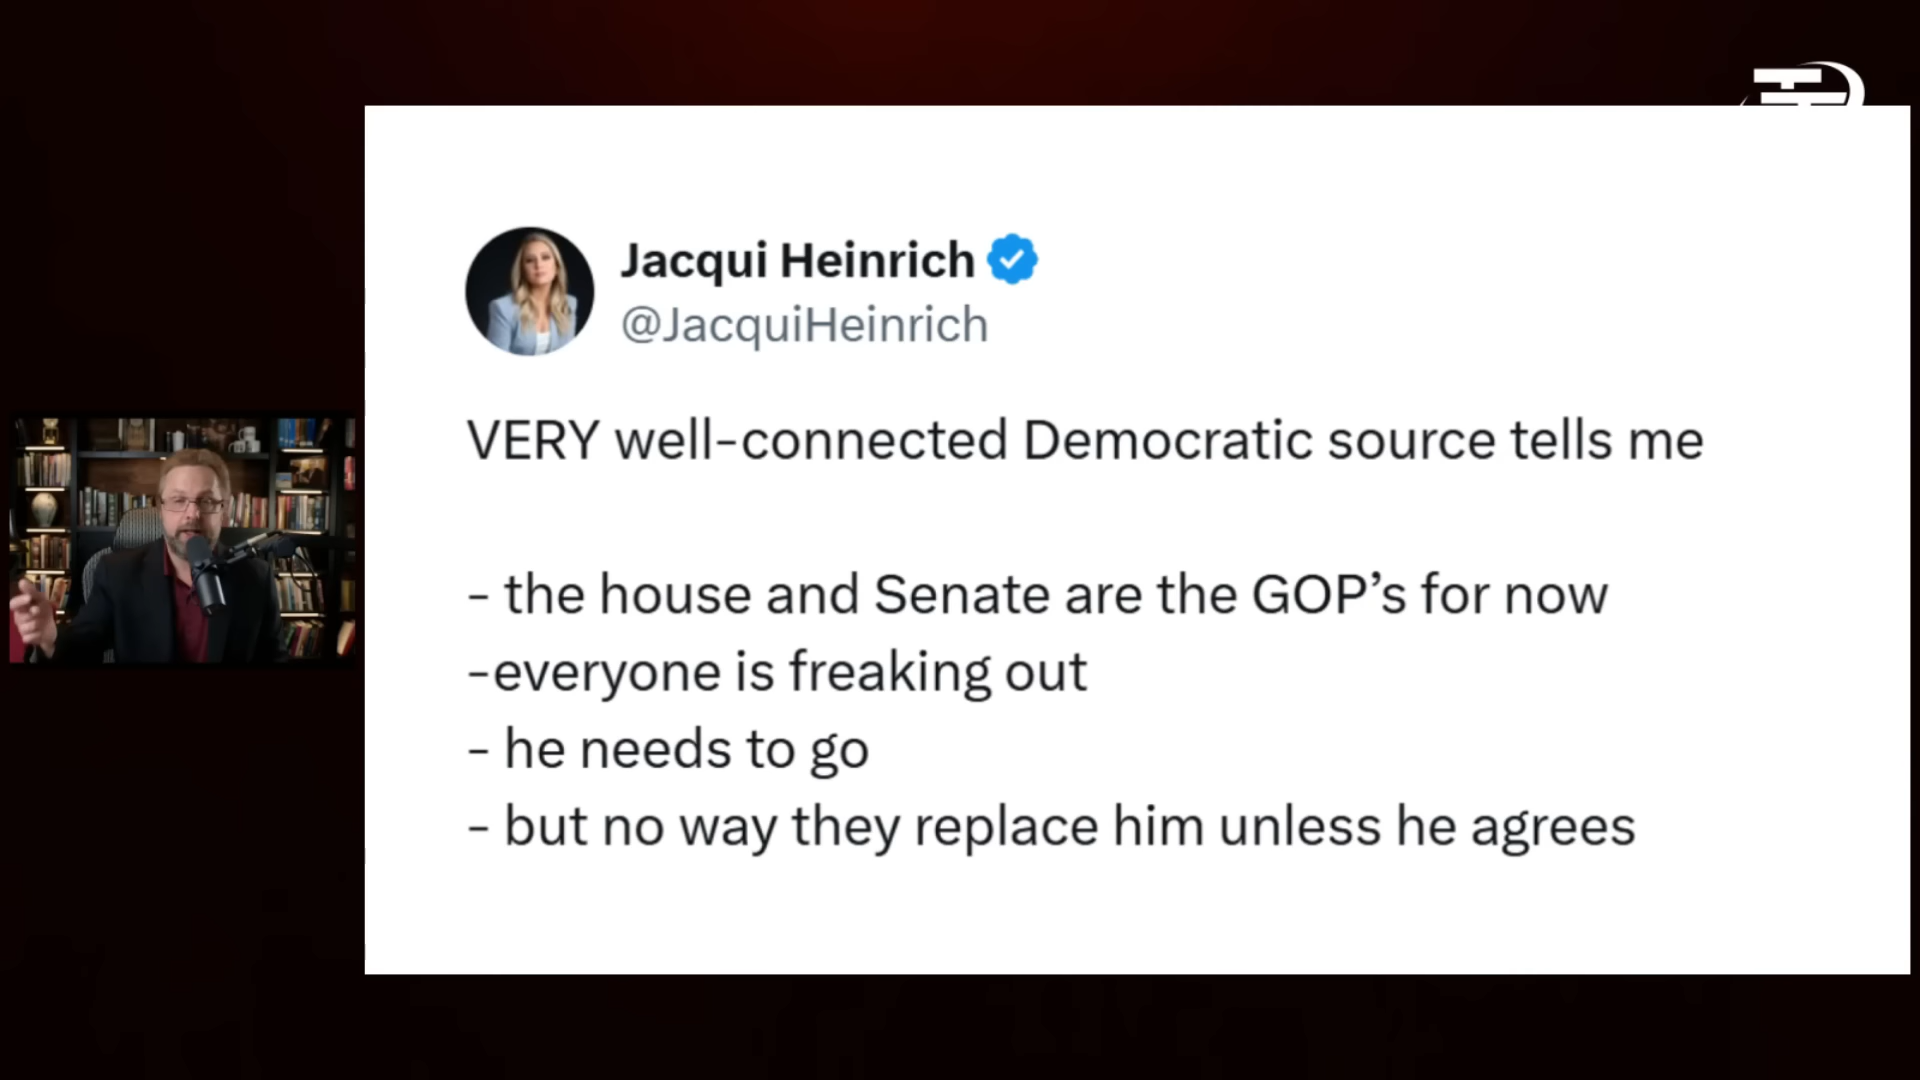 Jacqui Heinrich
@JacquiHeinrich
VERY well-connected Democratic source tells me
- the house and Senate are the GOP’s for now
-everyone is freaking out
- he needs to go
- but no way they replace him unless he agrees